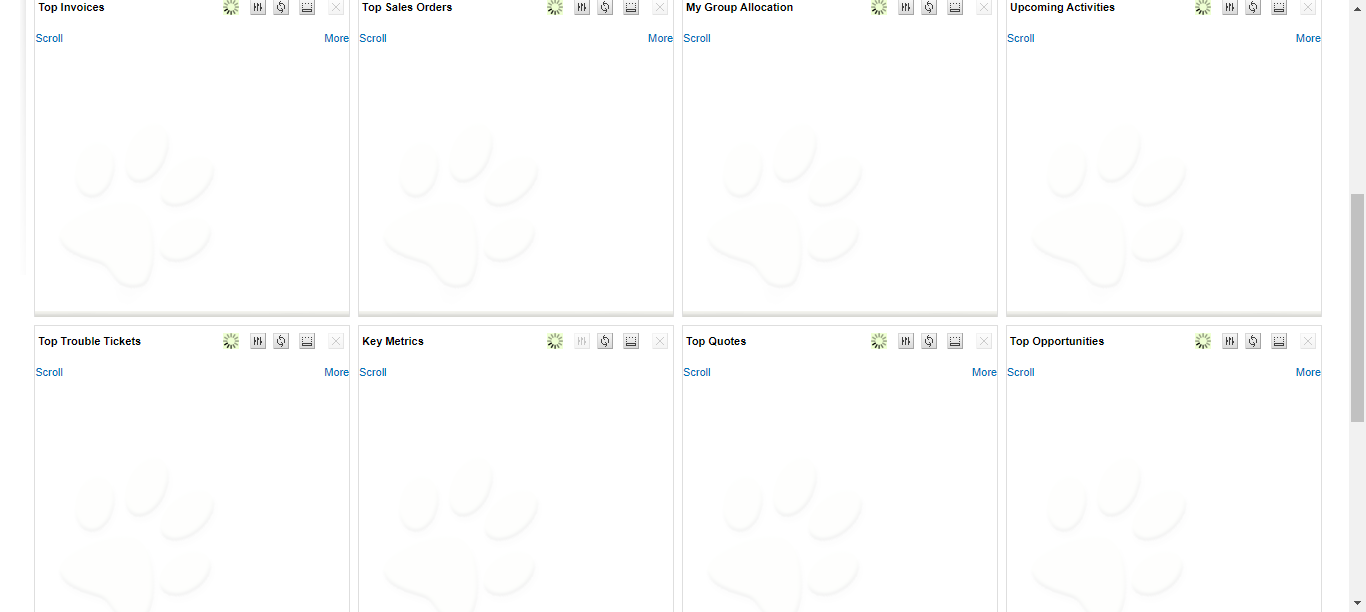 Top Invoices
Scroll More
Top Sales Orders
Scroll More
My Group Allocation
Scroll
Upcoming Activities
Scroll More
Top Trouble Tickets
Scroll More
Key Metrics
Scroll
Top Quotes
Scroll More
Top Opportunities
Scroll More